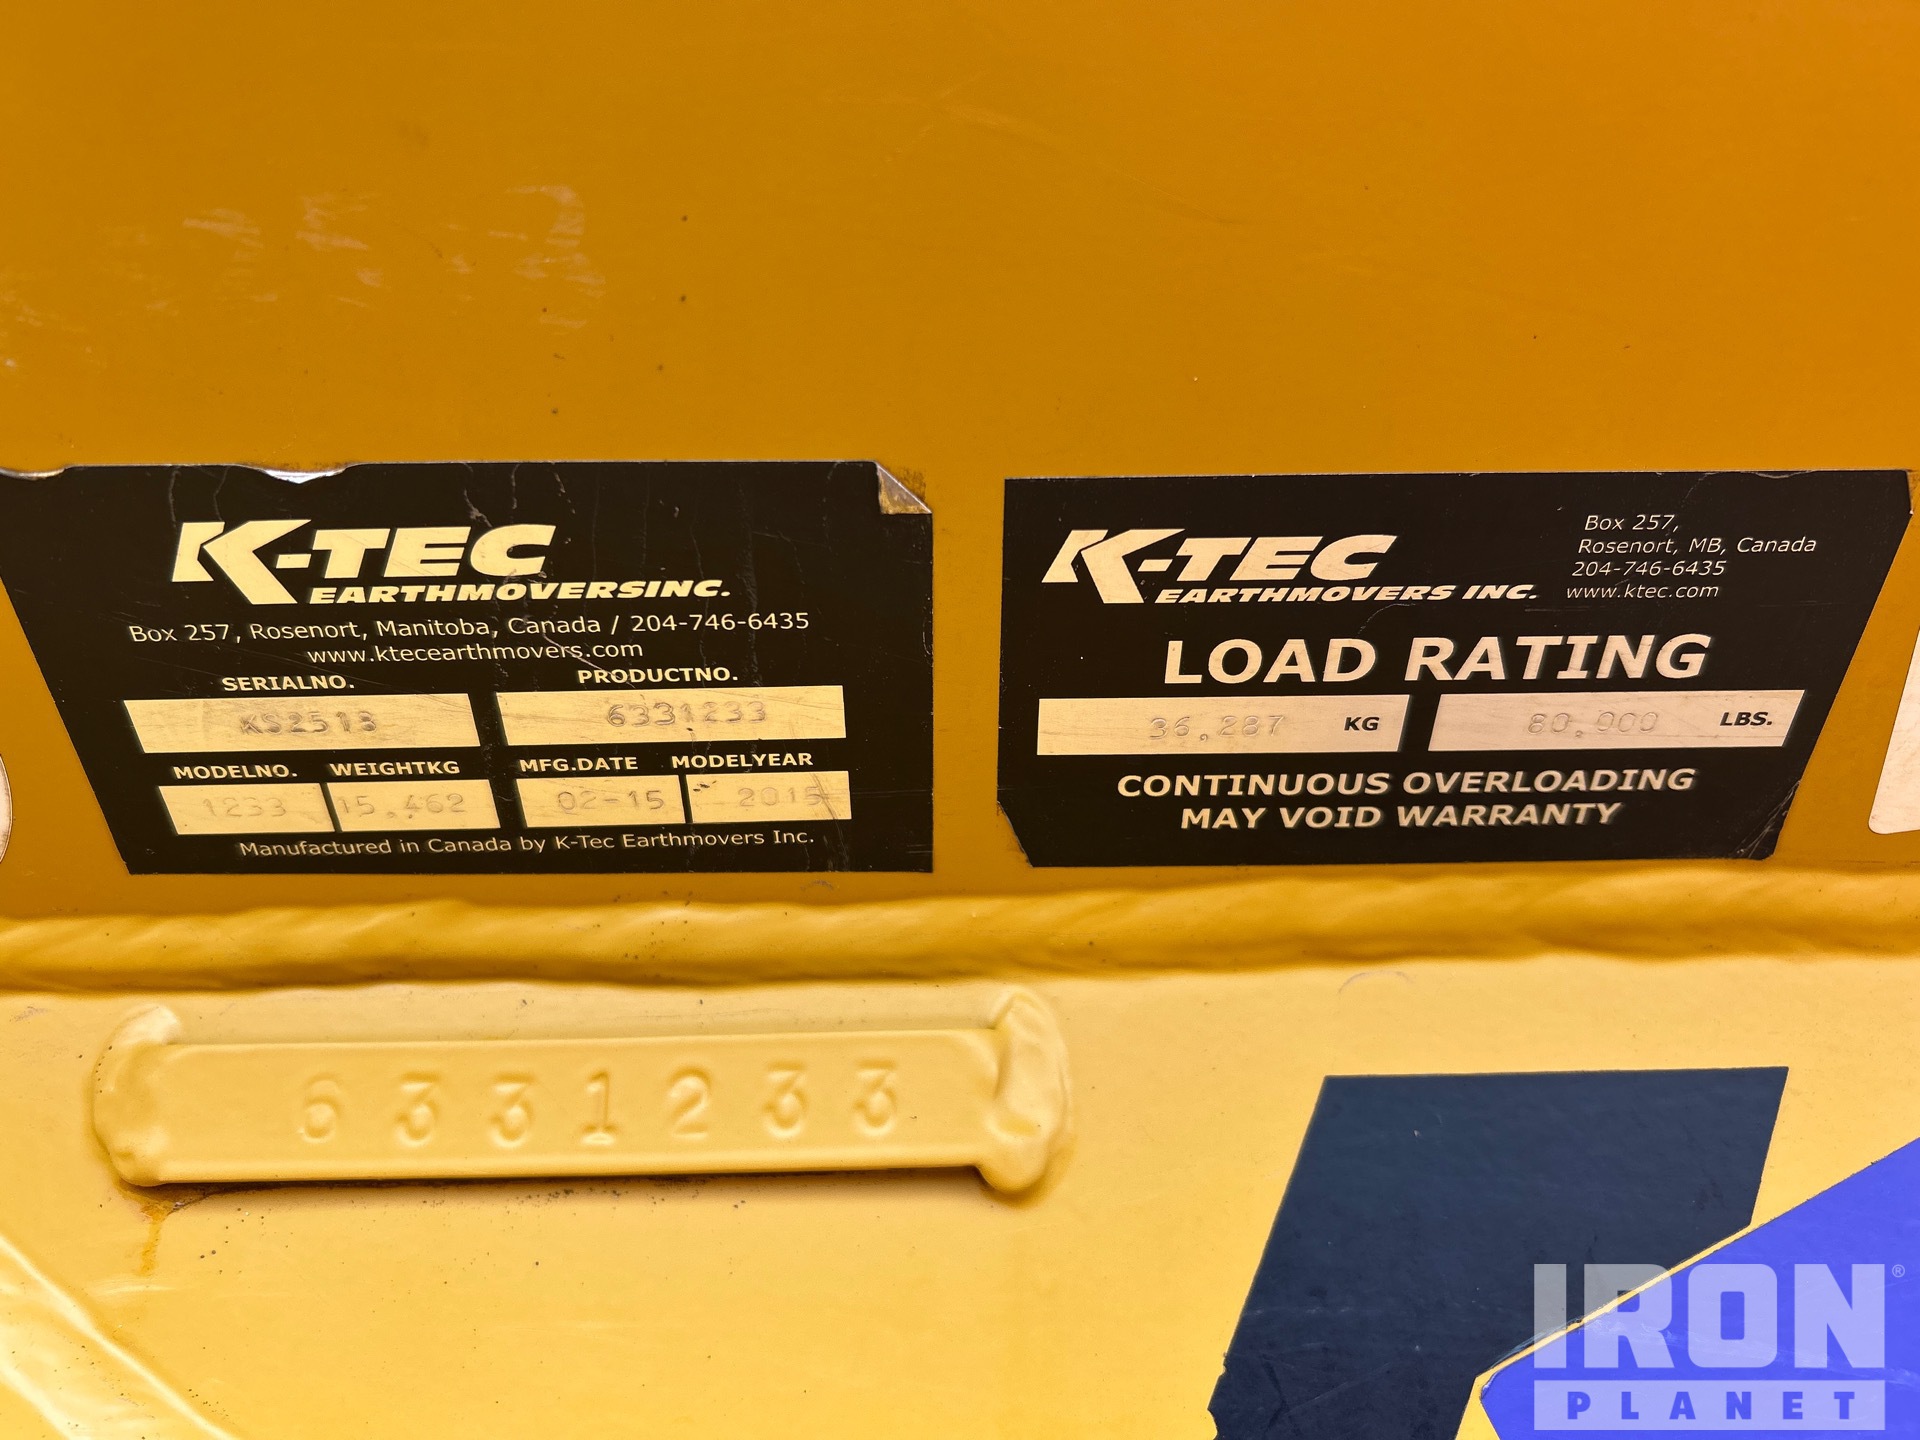 K-TEC
EARTHMOVERSINC.
Box 257, Rosenort, Manitoba, Canada / 204-746-6435
www.ktecearthmovers.com
SERIALNO. PRODUCTNO.
KS2513 6331233
MODELNO. WEIGHTKG MFG.DATE MODELYEAR
1233 15,462 02-15 2015
Manufactured in Canada by K-Tec Earthmovers Inc.
K-TEC
EARTHMOVERS INC.
Box 257,
Rosenort, MB, Canada
204-746-6435
www.ktec.com
LOAD RATING
36,287 KG 80,000 LBS.
CONTINUOUS OVERLOADING
MAY VOID WARRANTY
6331233
IRON®
PLANET